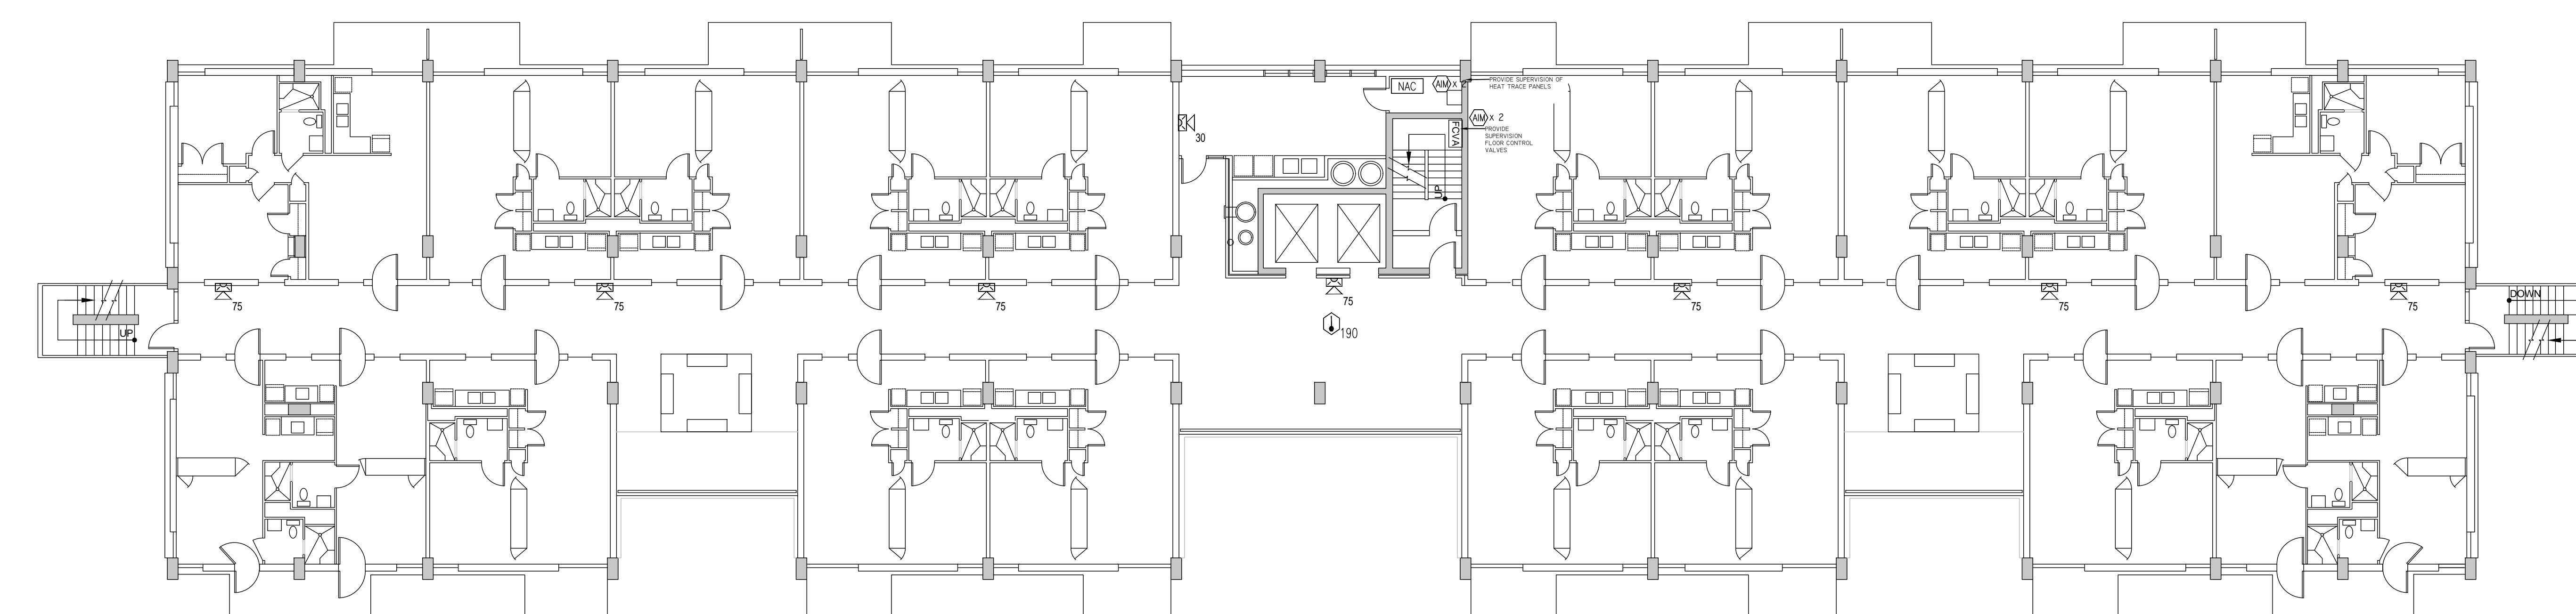 NAC
AIM x 2
PROVIDE SUPERVISION OF
HEAT TRACE PANELS
AIM x 2
FCVA
PROVIDE
SUPERVISION
FLOOR CONTROL
VALVES
30
UP
75
75
75
75
75
75
75
190
UP
DOWN